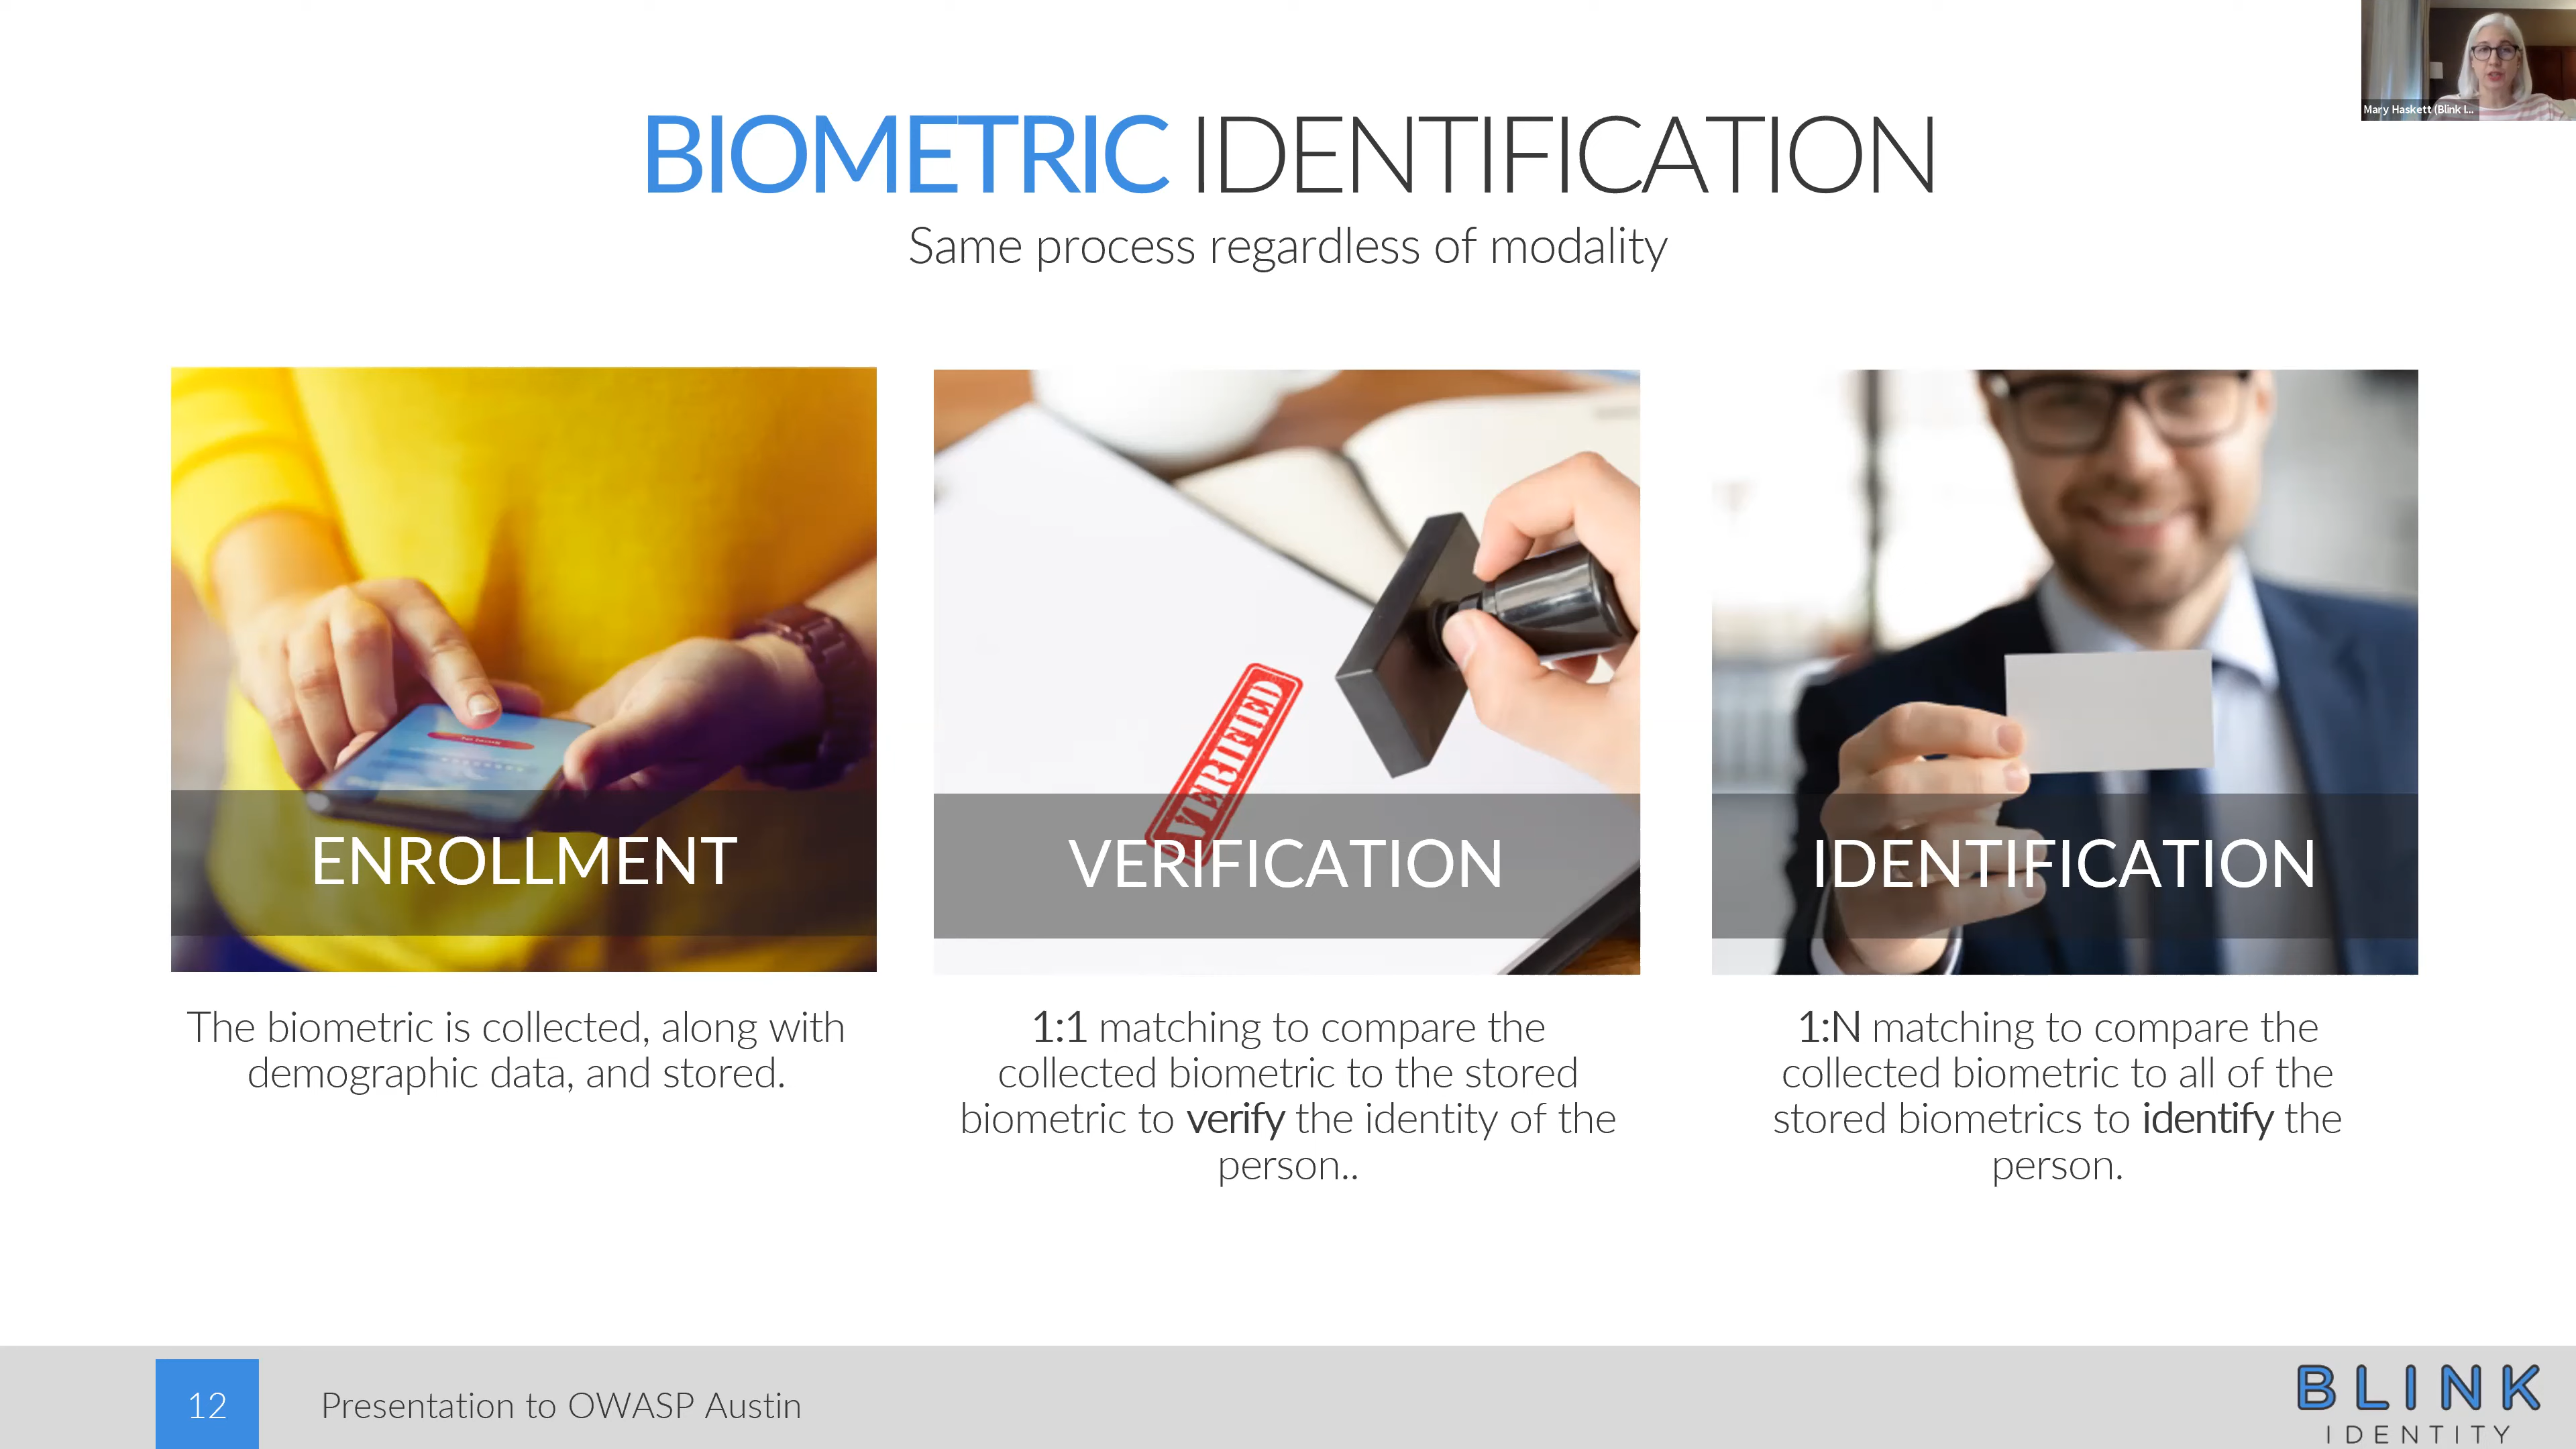 Mary Haskett (Blink I...
BIOMETRIC IDENTIFICATION
Same process regardless of modality
VERIFIED
ENROLLMENT
The biometric is collected, along with
demographic data, and stored.
VERIFICATION
1:1 matching to compare the
collected biometric to the stored
biometric to verify the identity of the
person..
IDENTIFICATION
1:N matching to compare the
collected biometric to all of the
stored biometrics to identify the
person.
12
Presentation to OWASP Austin
BLINK
IDENTITY